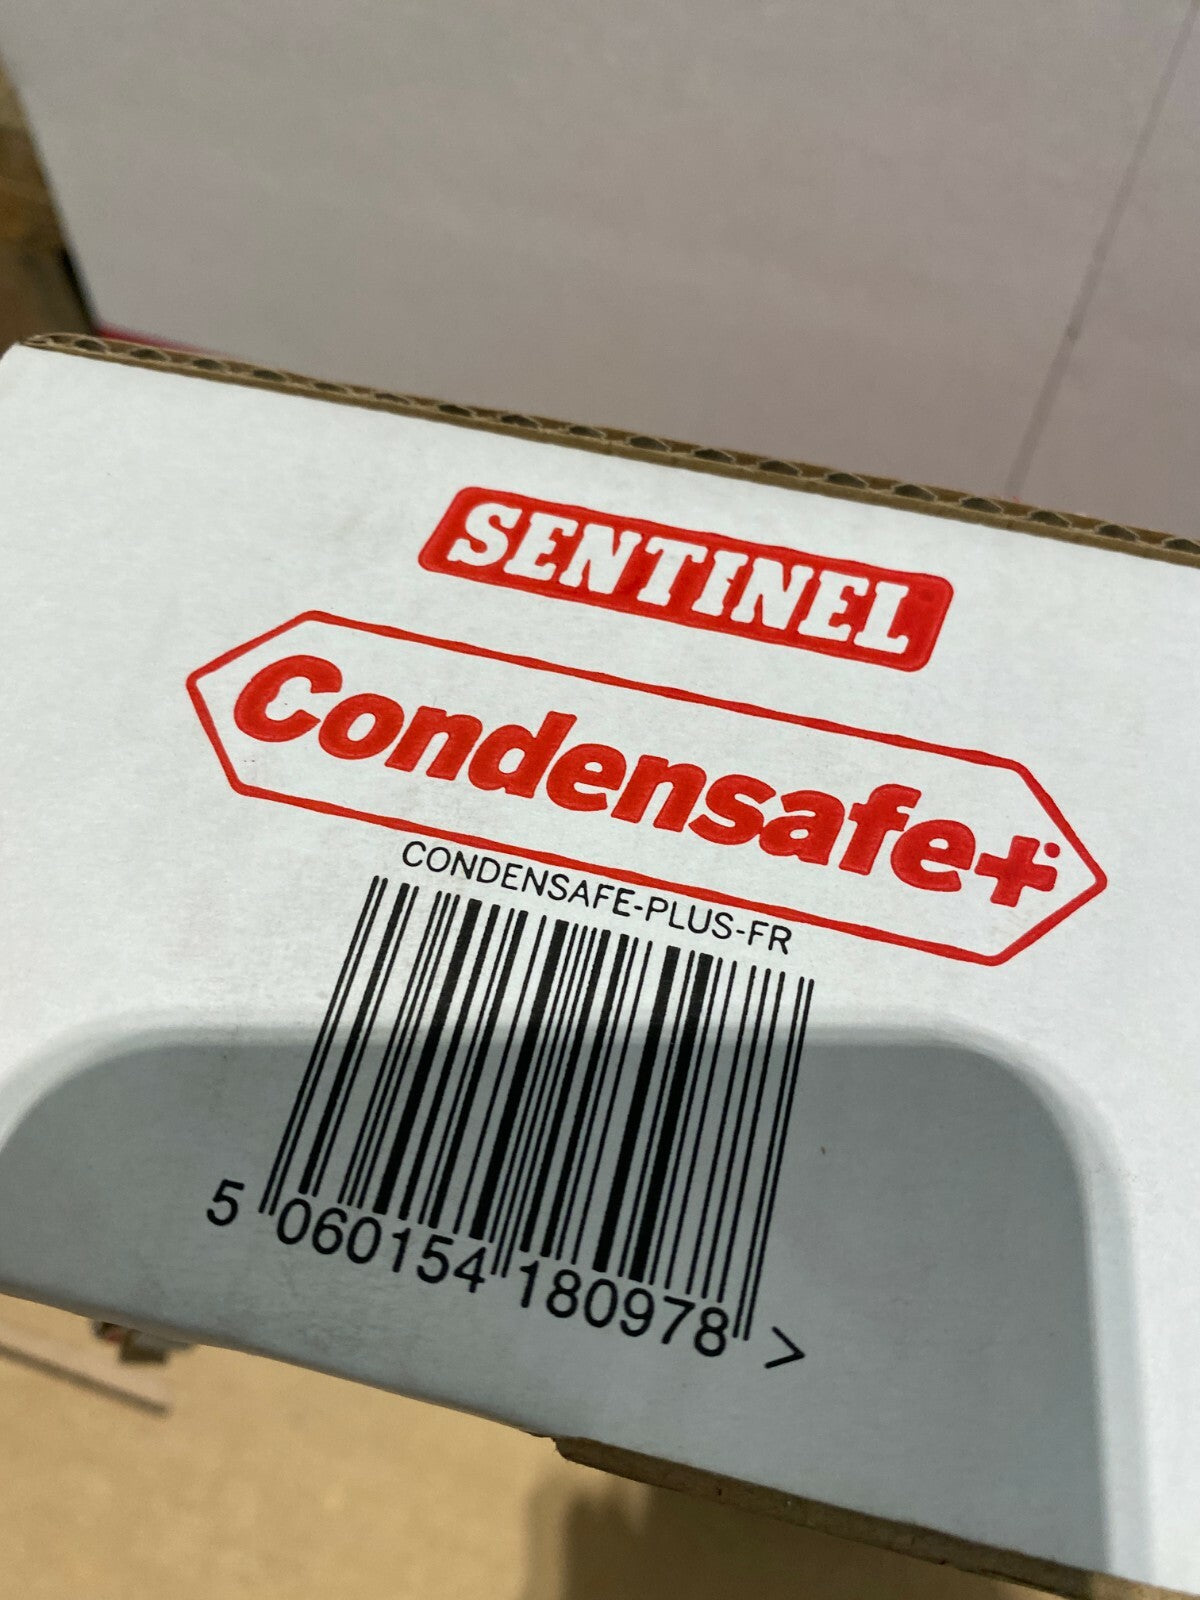 SENTINEL
Condensafe+
CONDENSAFE-PLUS-FR
5 060154 180978 >